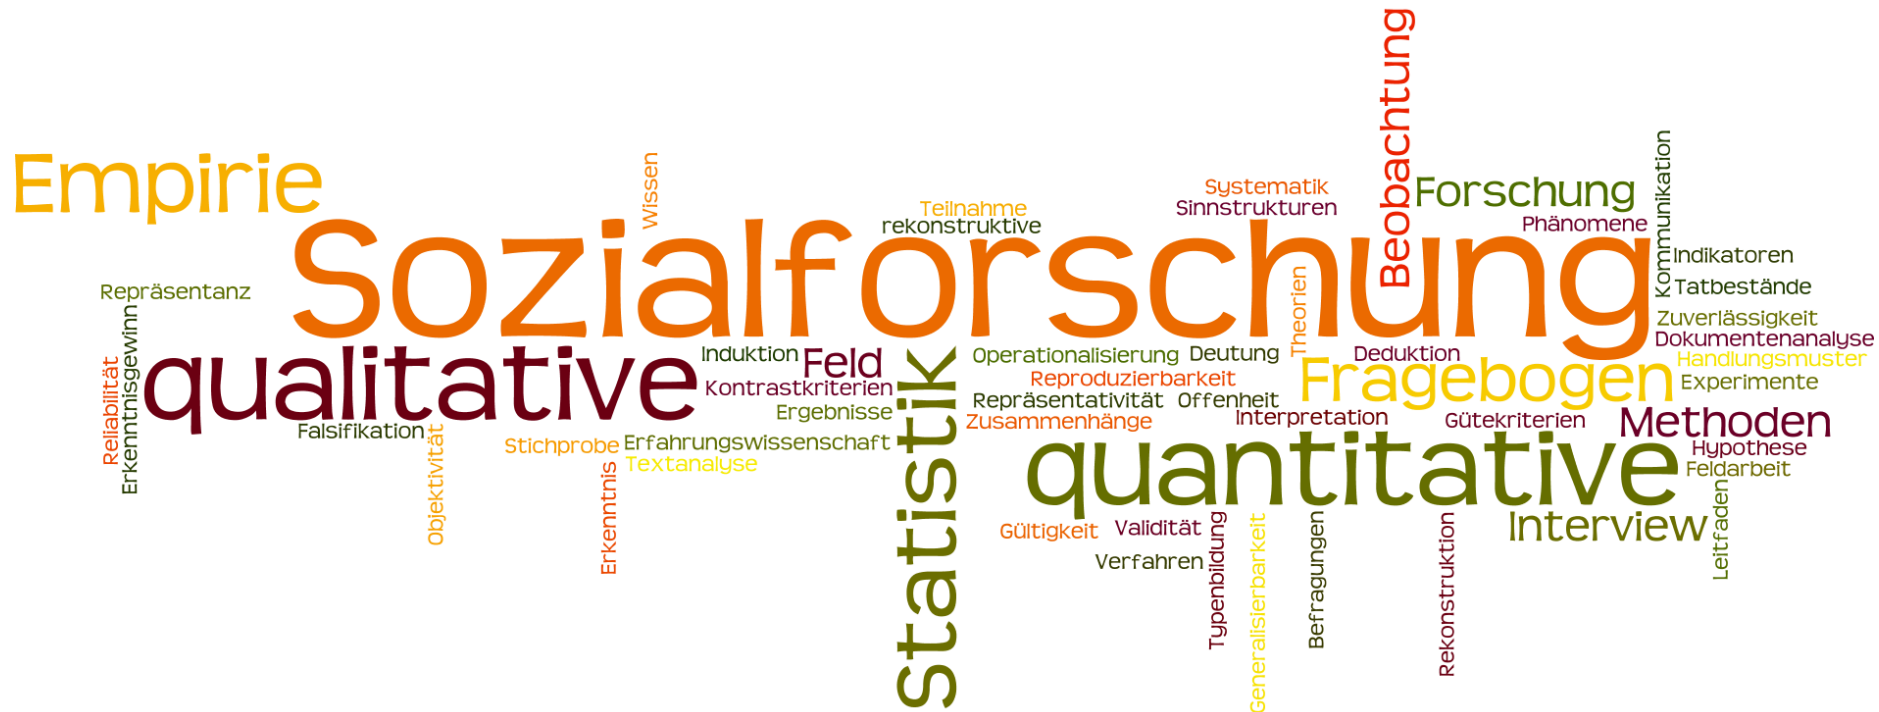 Beobachtung
Empirie
Wissen
Kommunikation
Systematik
Forschung
Teilnahme
Sinnstrukturen
rekonstruktive
Phänomene
Sozialforschung
Indikatoren
Theorien
Tatbestände
Repräsentanz
Zuverlässigkeit
Erkenntnisgewinn
Dokumentenanalyse
Reliabilität
qualitative
Induktion
Feld
Statistik
Operationalisierung
Deutung
Deduktion
Handlungsmuster
Kontrastkriterien
Reproduzierbarkeit
Fragebogen
Experimente
Ergebnisse
Repräsentativität
Offenheit
Zusammenhänge
Interpretation
Gütekriterien
Methoden
Falsifikation
Objektivität
Stichprobe
Erfahrungswissenschaft
Hypothese
Textanalyse
Erkenntnis
quantitative
Feldarbeit
Gültigkeit
Validität
Interview
Leitfaden
Verfahren
Typenbildung
Generalisierbarkeit
Befragungen
Rekonstruktion